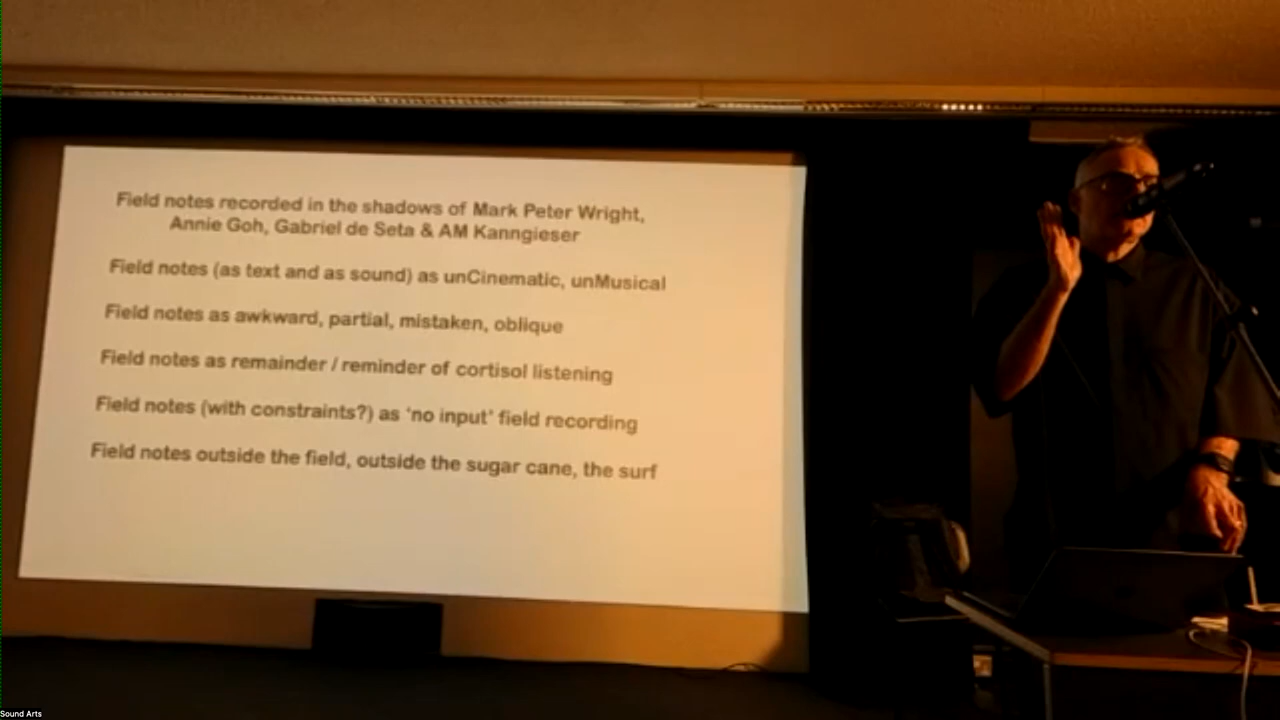 Field notes recorded in the shadows of Mark Peter Wright,
Annie Goh, Gabriel de Seta & AM Kanngieser
Field notes (as text and as sound) as unCinematic, unMusical
Field notes as awkward, partial, mistaken, oblique
Field notes as remainder / reminder of cortisol listening
Field notes (with constraints?) as ‘no input’ field recording
Field notes outside the field, outside the sugar cane, the surf
Sound Arts